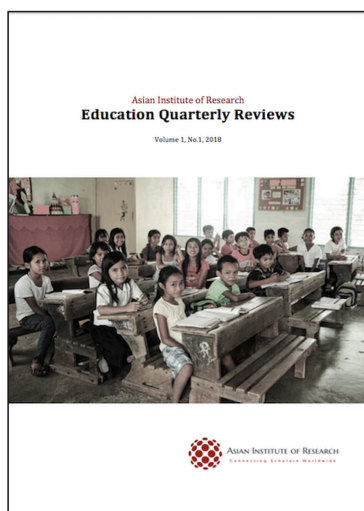 Asian Institute of Research
Education Quarterly Reviews
Volume 1, No.1, 2018
ASIAN INSTITUTE OF RESEARCH
Connecting Scholars Worldwide